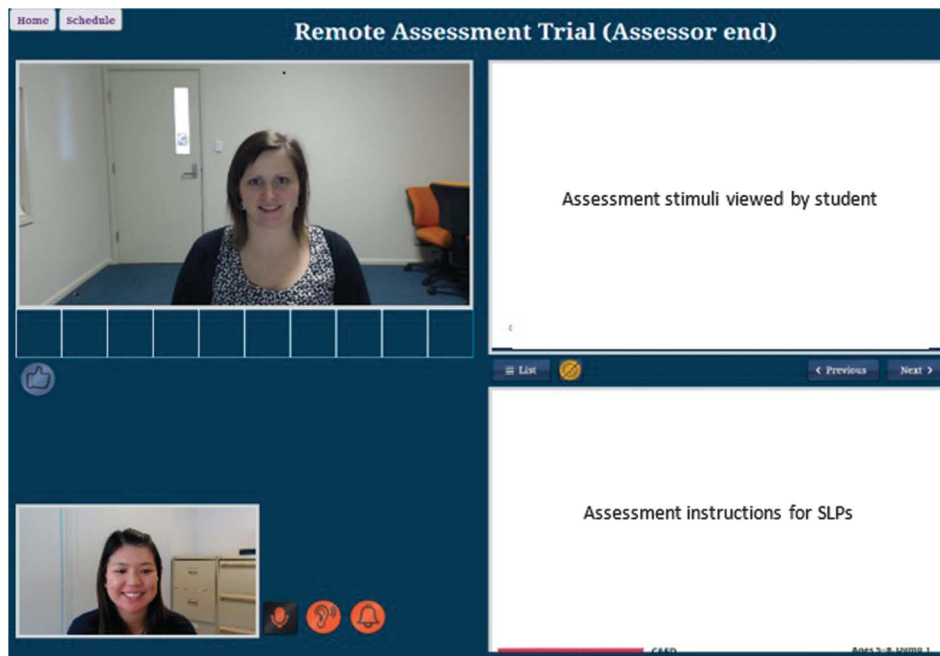 Home Schedule
Remote Assessment Trial (Assessor end)
Assessment stimuli viewed by student
List
Previous Next
Assessment instructions for SLPs